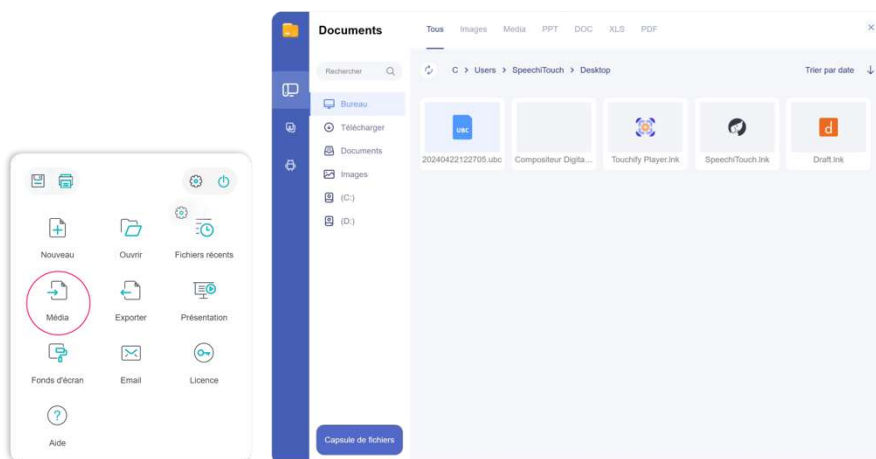 Nouveau
Ouvrir
Fichiers récents
Média
Exporter
Présentation
Fonds d'écran
Email
Licence
Aide
Documents
Tous Images Media PPT DOC XLS PDF
Rechercher
C > Users > SpeechiTouch > Desktop
Trier par date
Bureau
Télécharger
Documents
Images
(C:)
(D:)
UBC
20240422122705.ubc
Compositeur Digita...
Touchify Player.lnk
SpeechiTouch.lnk
d
Draft.lnk
Capsule de fichiers